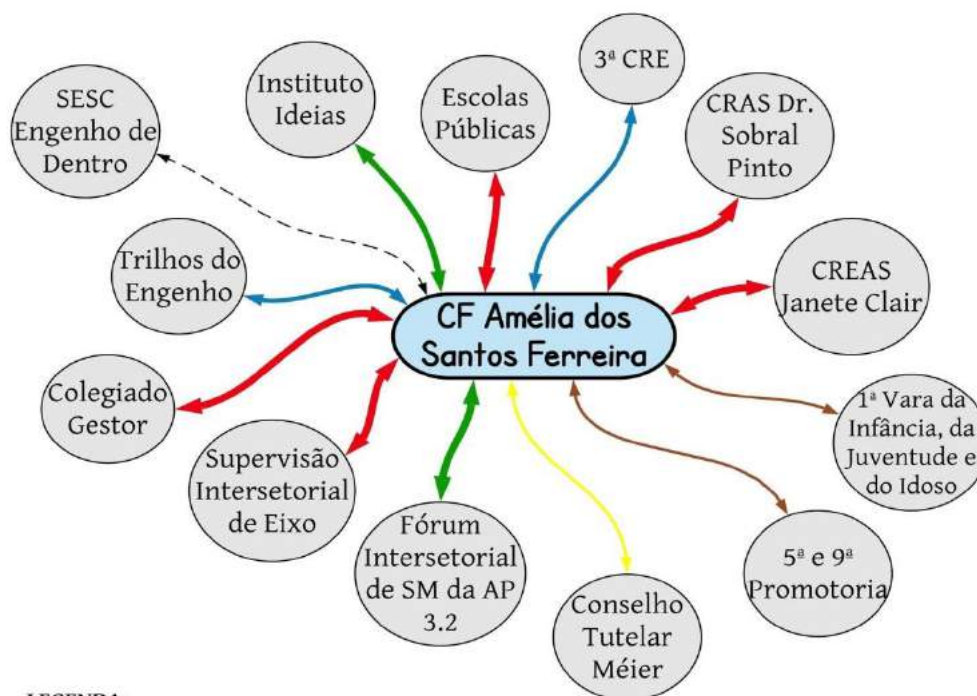 3ª CRE
Instituto
Ideias
Escolas
Públicas
SESC
Engenho de
Dentro
CRAS Dr.
Sobral
Pinto
Trilhos do
Engenho
CREAS
Janete Clair
CF Amélia dos
Santos Ferreira
Colegiado
Gestor
1ª Vara da
Infância, da
Juventude e
do Idoso
Supervisão
Intersetorial
de Eixo
Fórum
Intersetorial
de SM da AP
3.2
5ª e 9ª
Promotoria
Conselho
Tutelar
Méier
LEGENDA